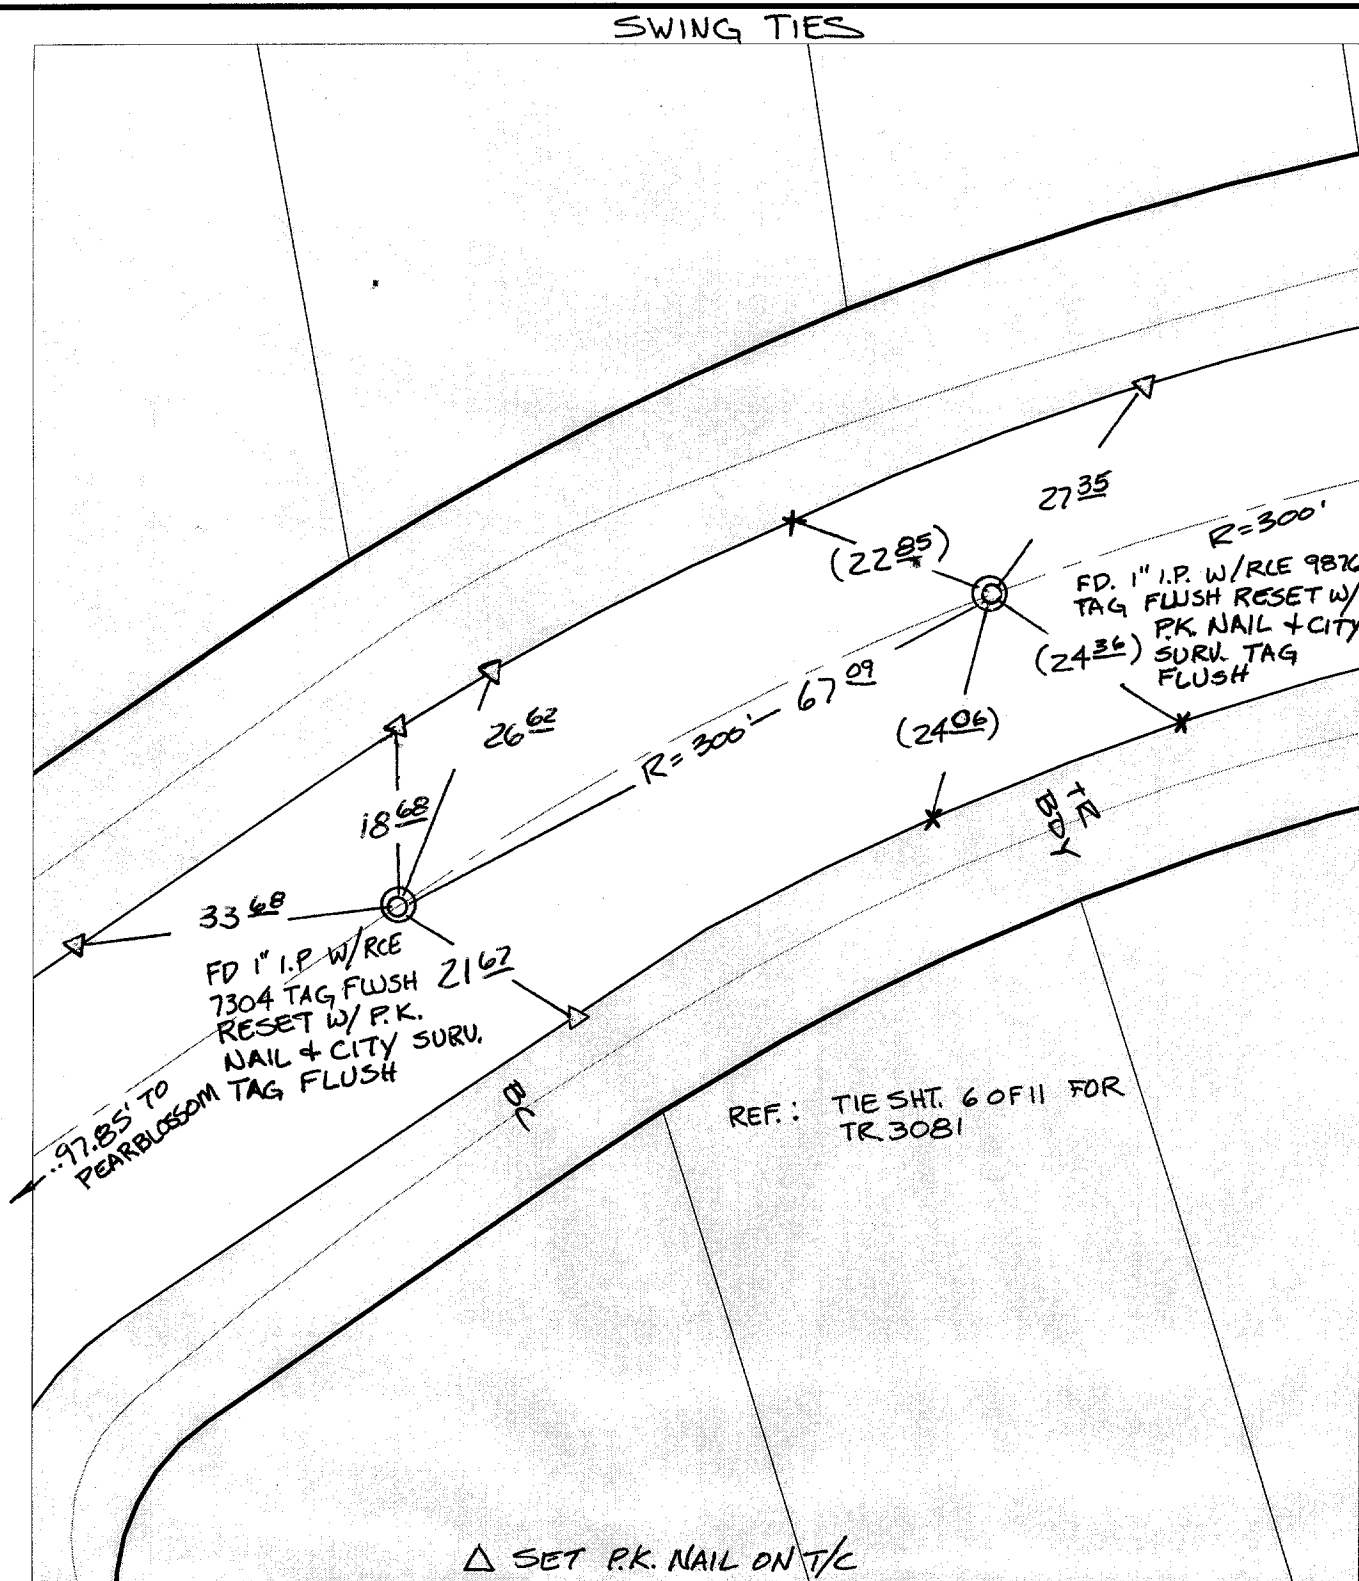 SWING TIES
27 35
(22 85)
R=300'
FD. 1" I.P. W/RCE 9876
TAG FLUSH RESET W/
P.K. NAIL & CITY
SURV. TAG
FLUSH
(24 36)
67 09
R=300'
(24 06)
26 62
18 68
TR
BDY
33 68
21 67
FD 1" I.P W/RCE
7304 TAG FLUSH
RESET W/ P.K.
NAIL & CITY SURV.
TAG FLUSH
BC
97.85' TO
PEARBLOSSOM
REF.: TIE SHT. 6 OF 11 FOR
TR.3081
△ SET P.K. NAIL ON T/C